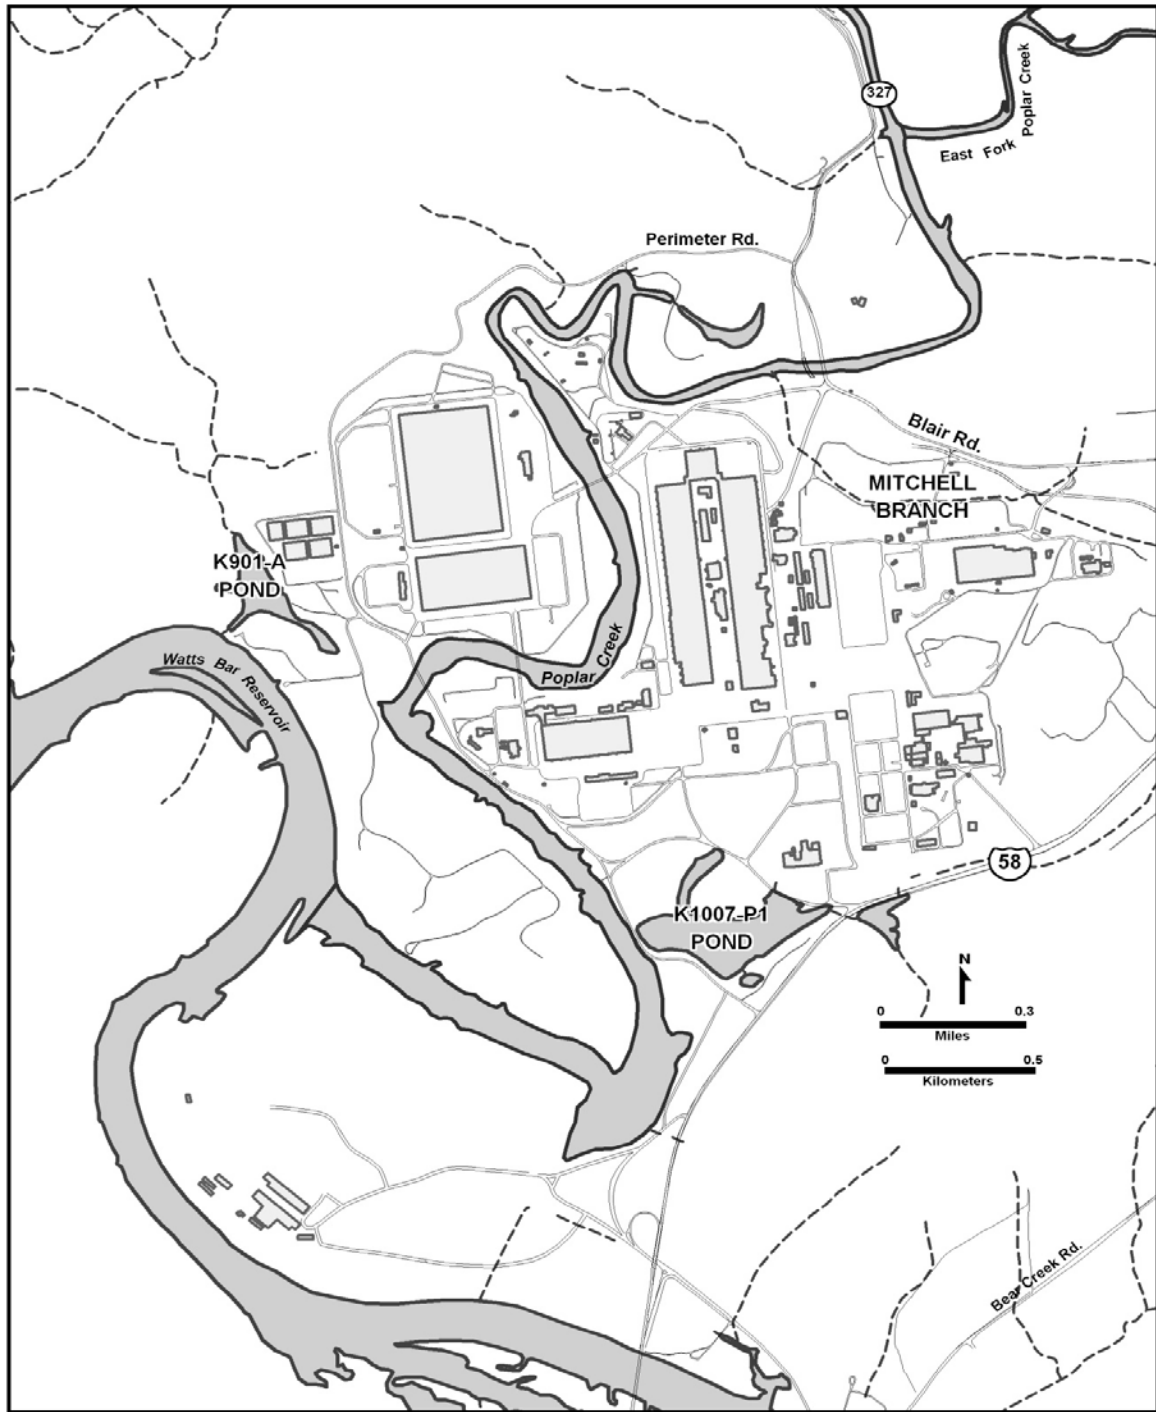 327
East Fork
Poplar Creek
Perimeter Rd.
Blair Rd.
MITCHELL
BRANCH
K901-A
POND
Watts Bar Reservoir
Poplar Creek
58
K1007-P1
POND
N
0 0.3
Miles
0 0.5
Kilometers
Bear Creek Rd.